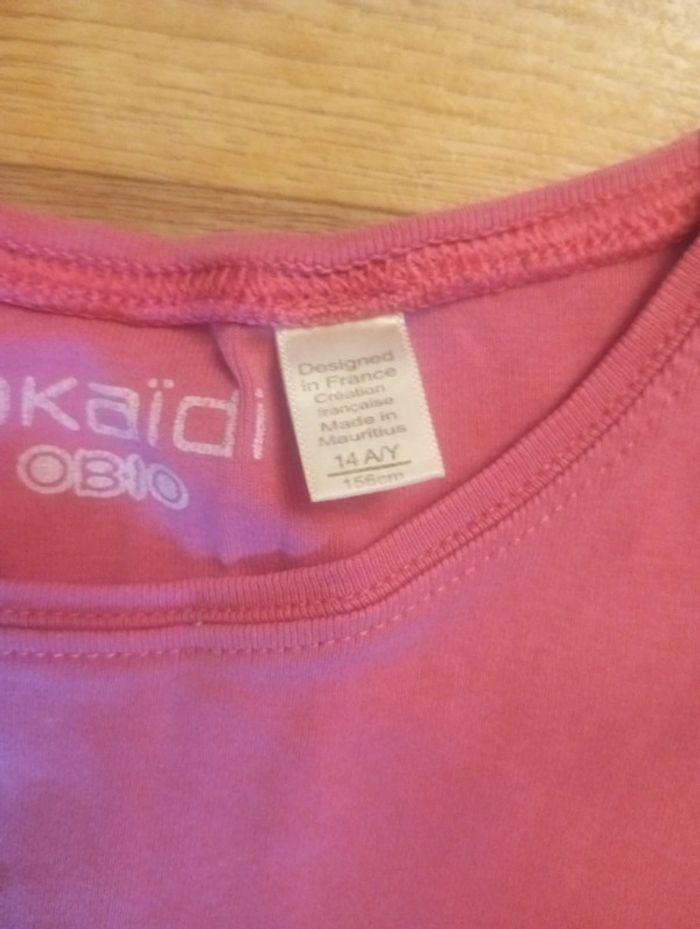 okaïdi
OBIO
Designed
in France
Création
française
Made in
Mauritius
14 A/Y
156cm